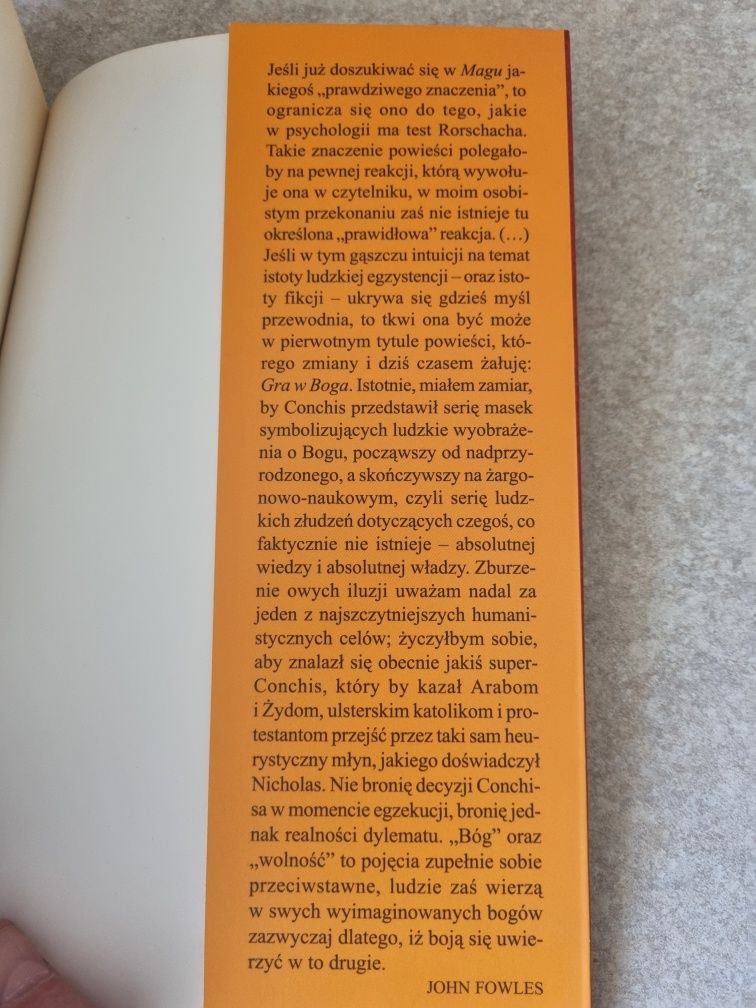 Jeśli już doszukiwać się w Magu ja-
kiegoś „prawdziwego znaczenia”, to
ogranicza się ono do tego, jakie
w psychologii ma test Rorschacha.
Takie znaczenie powieści polegało-
by na pewnej reakcji, którą wywołu-
je ona w czytelniku, w moim osobi-
stym przekonaniu zaś nie istnieje tu
określona „prawidłowa” reakcja. (…)
Jeśli w tym gąszczu intuicji na temat
istoty ludzkiej egzystencji – oraz isto-
ty fikcji – ukrywa się gdzieś myśl
przewodnia, to tkwi ona być może
w pierwotnym tytule powieści, któ-
rego zmiany i dziś czasem żałuję:
Gra w Boga. Istotnie, miałem zamiar,
by Conchis przedstawił serię masek
symbolizujących ludzkie wyobraże-
nia o Bogu, począwszy od nadprzy-
rodzonego, a skończywszy na żargo-
nowo-naukowym, czyli serię ludz-
kich złudzeń dotyczących czegoś, co
faktycznie nie istnieje – absolutnej
wiedzy i absolutnej władzy. Zburze-
nie owych iluzji uważam nadal za
jeden z najszczytniejszych humani-
stycznych celów; życzyłbym sobie,
aby znalazł się obecnie jakiś super-
Conchis, który by kazał Arabom
i Żydom, ulsterskim katolikom i pro-
testantom przejść przez taki sam heu-
rystyczny młyn, jakiego doświadczył
Nicholas. Nie bronię decyzji Conchi-
sa w momencie egzekucji, bronię jed-
nak realności dylematu. „Bóg” oraz
„wolność” to pojęcia zupełnie sobie
przeciwstawne, ludzie zaś wierzą
w swych wyimaginowanych bogów
zazwyczaj dlatego, iż boją się uwie-
rzyć w to drugie.
JOHN FOWLES